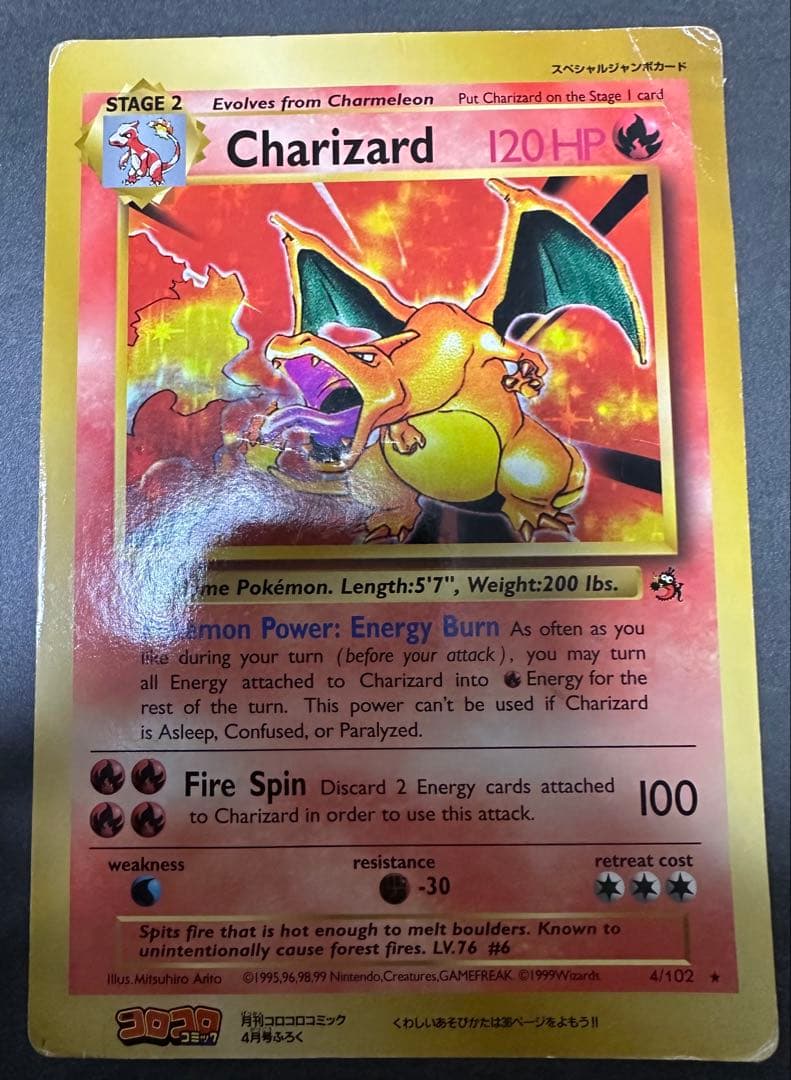 スペシャルジャンボカード
STAGE 2 Evolves from Charmeleon Put Charizard on the Stage 1 card
Charizard 120 HP
me Pokémon. Length:5'7", Weight:200 lbs.
emon Power: Energy Burn As often as you
like during your turn (before your attack), you may turn
all Energy attached to Charizard into Energy for the
rest of the turn. This power can't be used if Charizard
is Asleep, Confused, or Paralyzed.
Fire Spin Discard 2 Energy cards attached
to Charizard in order to use this attack.
100
weakness resistance retreat cost
-30
Spits fire that is hot enough to melt boulders. Known to
unintentionally cause forest fires. LV.76 #6
Illus.Mitsuhiro Arito ©1995,96,98,99 Nintendo,Creatures,GAMEFREAK. ©1999Wizards. 4/102 ★
コロコロ
コミック
月刊コロコロコミック
4月号ふろく
くわしいあそびかたは36ページをよもう!!